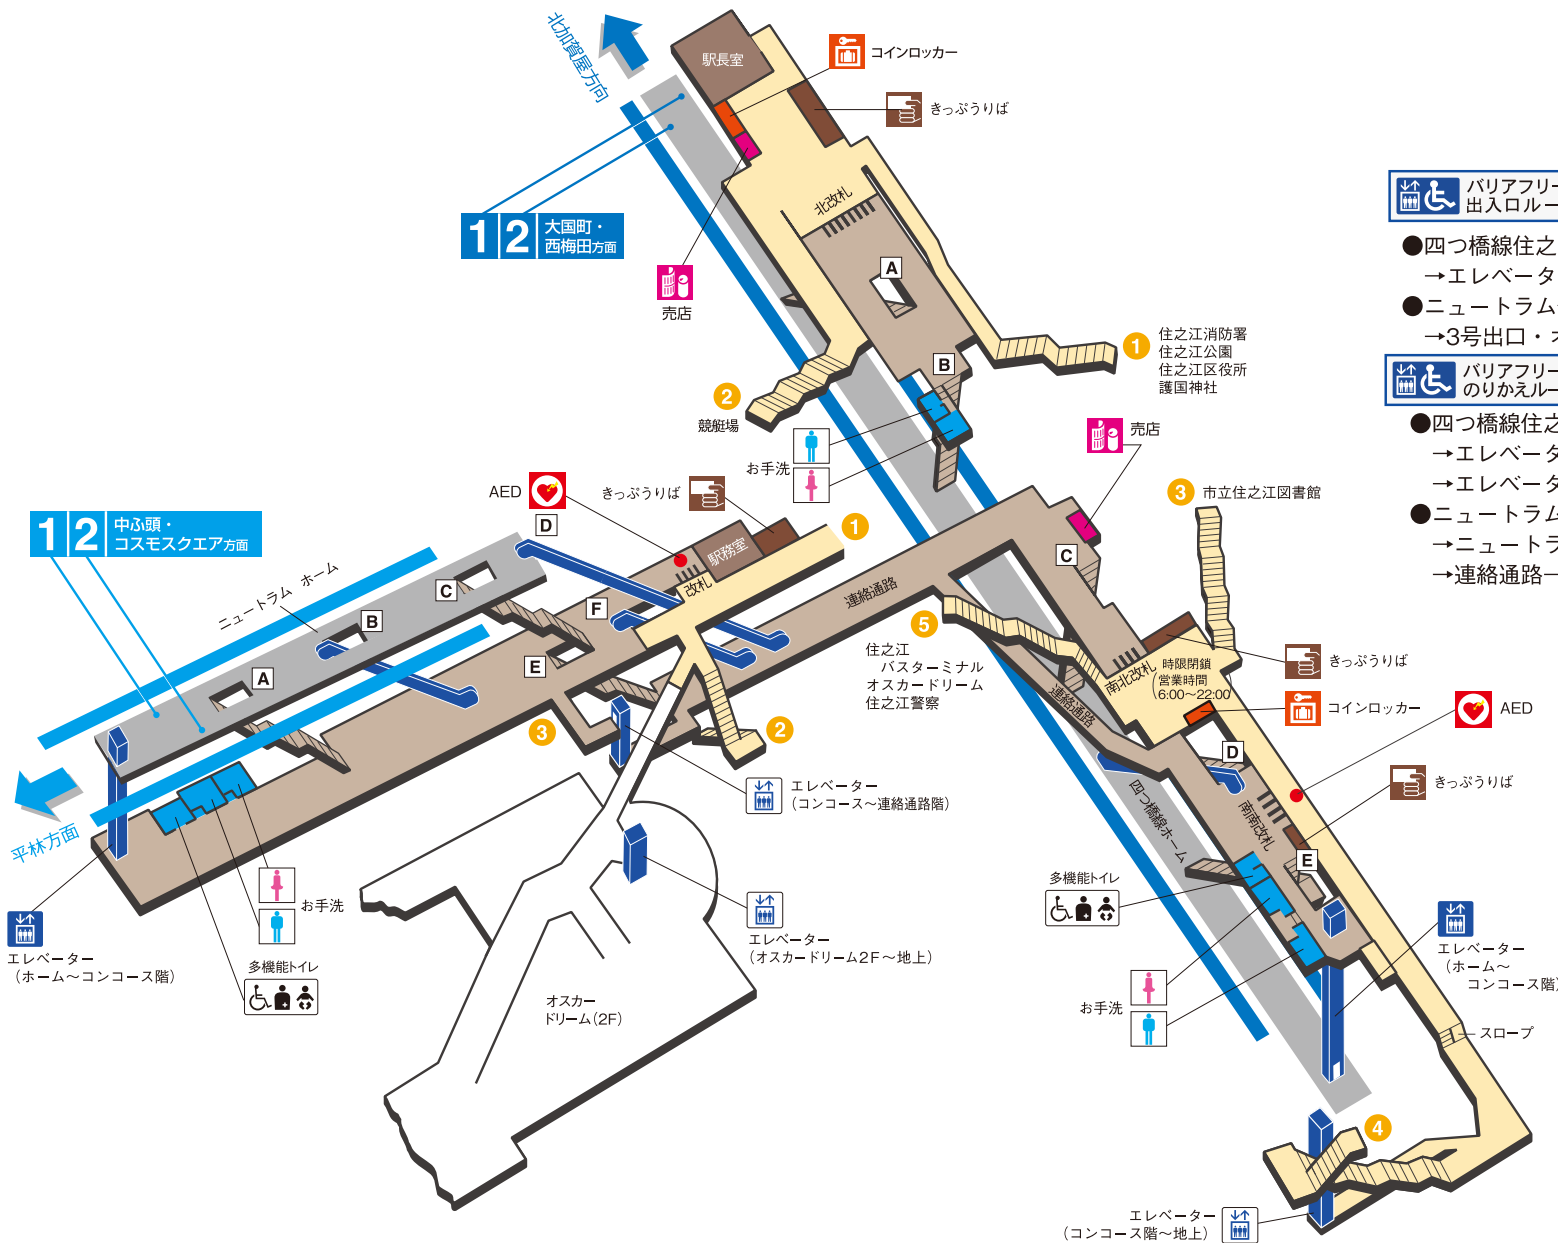 北加賀屋方向
駅長室
コインロッカー
きっぷうりば
1 2 大国町・
西梅田方面
北改札
売店
A
B
1
住之江消防署
住之江公園
住之江区役所
護国神社
2
競艇場
お手洗
バリアフリー
出入口ルー
●四つ橋線住之
→エレベータ
●ニュートラム
→3号出口・オ
バリアフリー
のりかえルー
●四つ橋線住之
→エレベータ
→エレベータ
●ニュートラム
→ニュートラ
→連絡通路→
売店
3 市立住之江図書館
C
AED
きっぷうりば
1
駅務室
改札
1 2 中ふ頭・
コスモスクエア方面
D
ニュートラム ホーム
C
B
A
F
E
連絡通路
5
住之江
バスターミナル
オスカードリーム
住之江警察
連絡通路
南北改札
時限閉鎖
営業時間
6:00～22:00
きっぷうりば
コインロッカー
AED
D
きっぷうりば
南南改札
E
四つ橋線ホーム
3
2
エレベーター
(コンコース～連絡通路階)
平林方面
お手洗
エレベーター
(ホーム～コンコース階)
多機能トイレ
エレベーター
(オスカードリーム2F～地上)
オスカー
ドリーム(2F)
多機能トイレ
お手洗
エレベーター
(ホーム～
コンコース階)
スロープ
4
エレベーター
(コンコース階～地上)